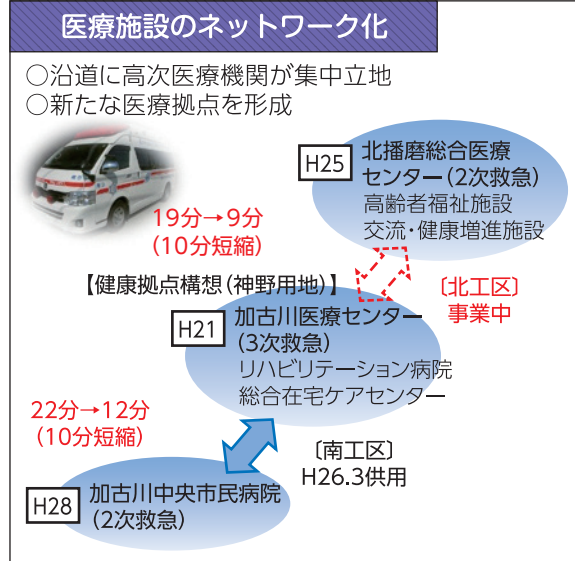 医療施設のネットワーク化
○沿道に高次医療機関が集中立地
○新たな医療拠点を形成
H25
北播磨総合医療
センター(2次救急)
高齢者福祉施設
交流・健康増進施設
19分→9分
(10分短縮)
【健康拠点構想(神野用地)】
〔北工区〕
事業中
H21
加古川医療センター
(3次救急)
リハビリテーション病院
総合在宅ケアセンター
22分→12分
(10分短縮)
〔南工区〕
H26.3供用
H28
加古川中央市民病院
(2次救急)